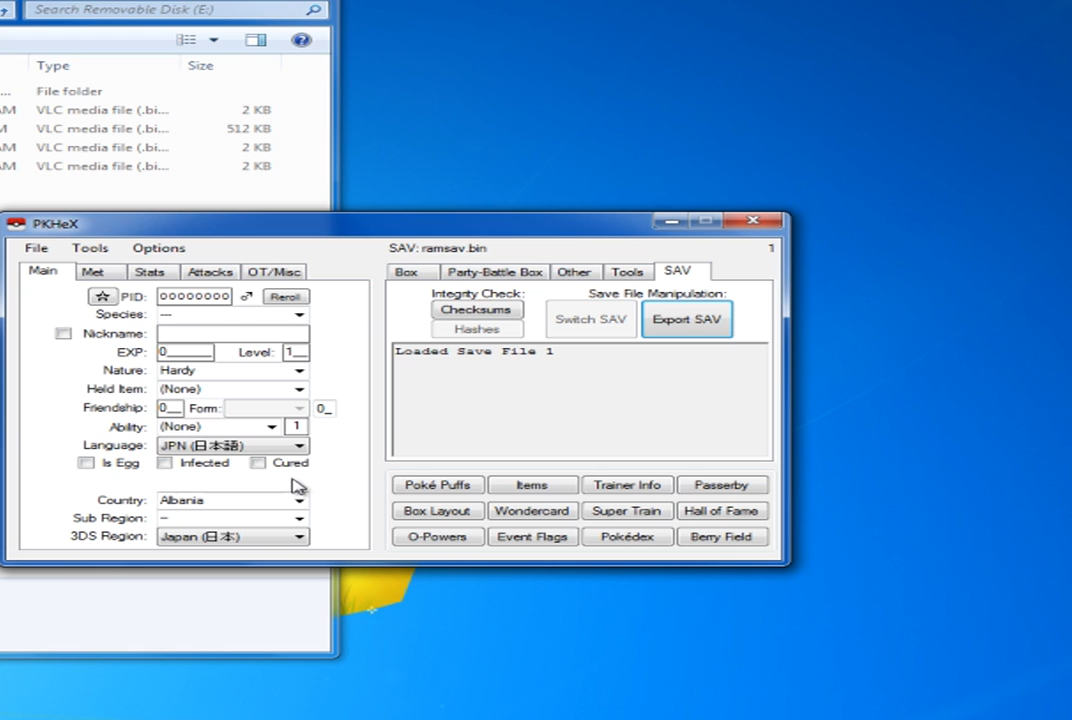 Search Removable Disk (E:)
Type Size
... File folder
AM VLC media file (.bi... 2 KB
M VLC media file (.bi... 512 KB
AM VLC media file (.bi... 2 KB
AM VLC media file (.bi... 2 KB
PKHeX
File Tools Options SAV: ramsav.bin 1
Main Met Stats Attacks OT/Misc Box Party-Battle Box Other Tools SAV
PID: 00000000 ♂ Reroll Integrity Check: Save File Manipulation:
Species: --- Checksums Switch SAV Export SAV
Nickname: Hashes
EXP: 0_____ Level: 1__ Loaded Save File 1
Nature: Hardy
Held Item: (None)
Friendship: 0__ Form: 0_
Ability: (None) 1
Language: JPN (日本語)
Is Egg Infected Cured
Poké Puffs Items Trainer Info Passerby
Country: Albania
Box Layout Wondercard Super Train Hall of Fame
Sub Region: --
3DS Region: Japan (日本) O-Powers Event Flags Pokédex Berry Field